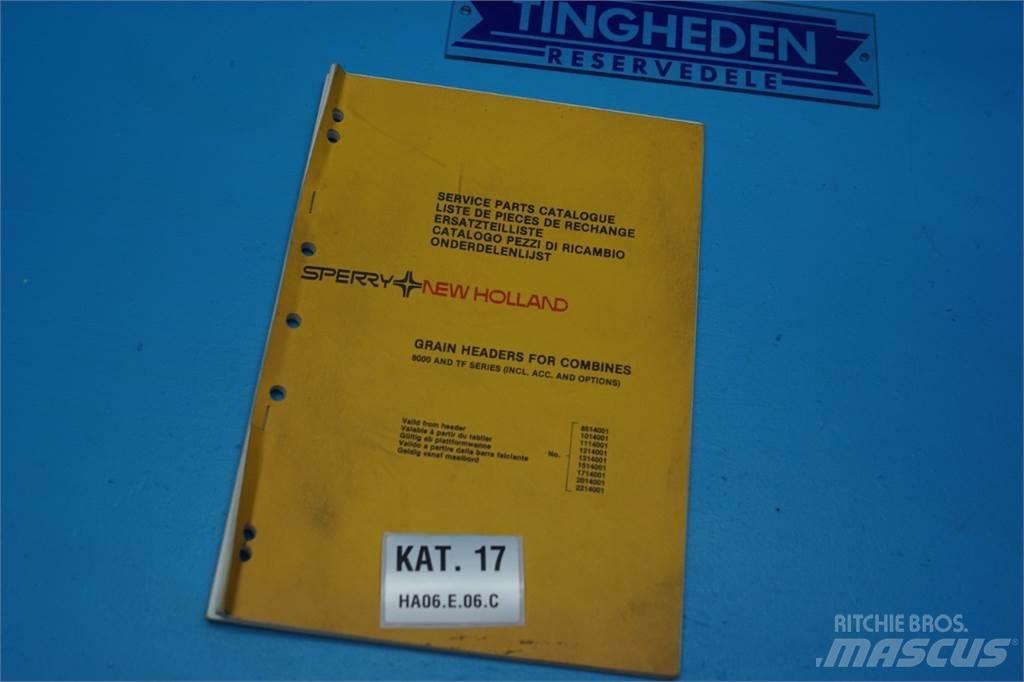 TINGHEDEN
RESERVEDELE
SERVICE PARTS CATALOGUE
LISTE DE PIECES DE RECHANGE
ERSATZTEILLISTE
CATALOGO PEZZI DI RICAMBIO
ONDERDELENLIJST
SPERRY NEW HOLLAND
GRAIN HEADERS FOR COMBINES
8000 AND TF SERIES (INCL. ACC. AND OPTIONS)
Valid from header
Valable à partir du tablier
Gültig ab plattformwanne
Valido a partire dalla barra falciante
Geldig vanaf maaibord
No.
8514001
1014001
1114001
1214001
1314001
1514001
1714001
2014001
2214001
KAT. 17
HA06.E.06.C
RITCHIE BROS.
MASCUS